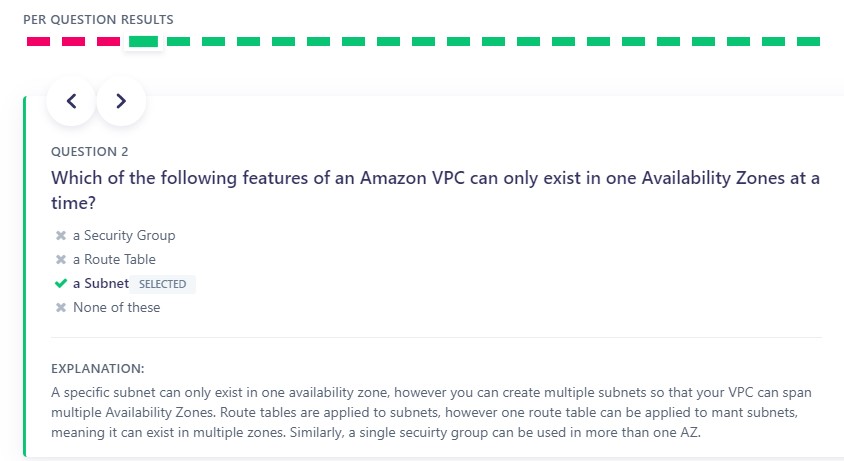 PER QUESTION RESULTS
QUESTION 2
Which of the following features of an Amazon VPC can only exist in one Availability Zones at a
time?
a Security Group
a Route Table
a Subnet SELECTED
None of these
EXPLANATION:
A specific subnet can only exist in one availability zone, however you can create multiple subnets so that your VPC can span
multiple Availability Zones. Route tables are applied to subnets, however one route table can be applied to mant subnets,
meaning it can exist in multiple zones. Similarly, a single secuirty group can be used in more than one AZ.